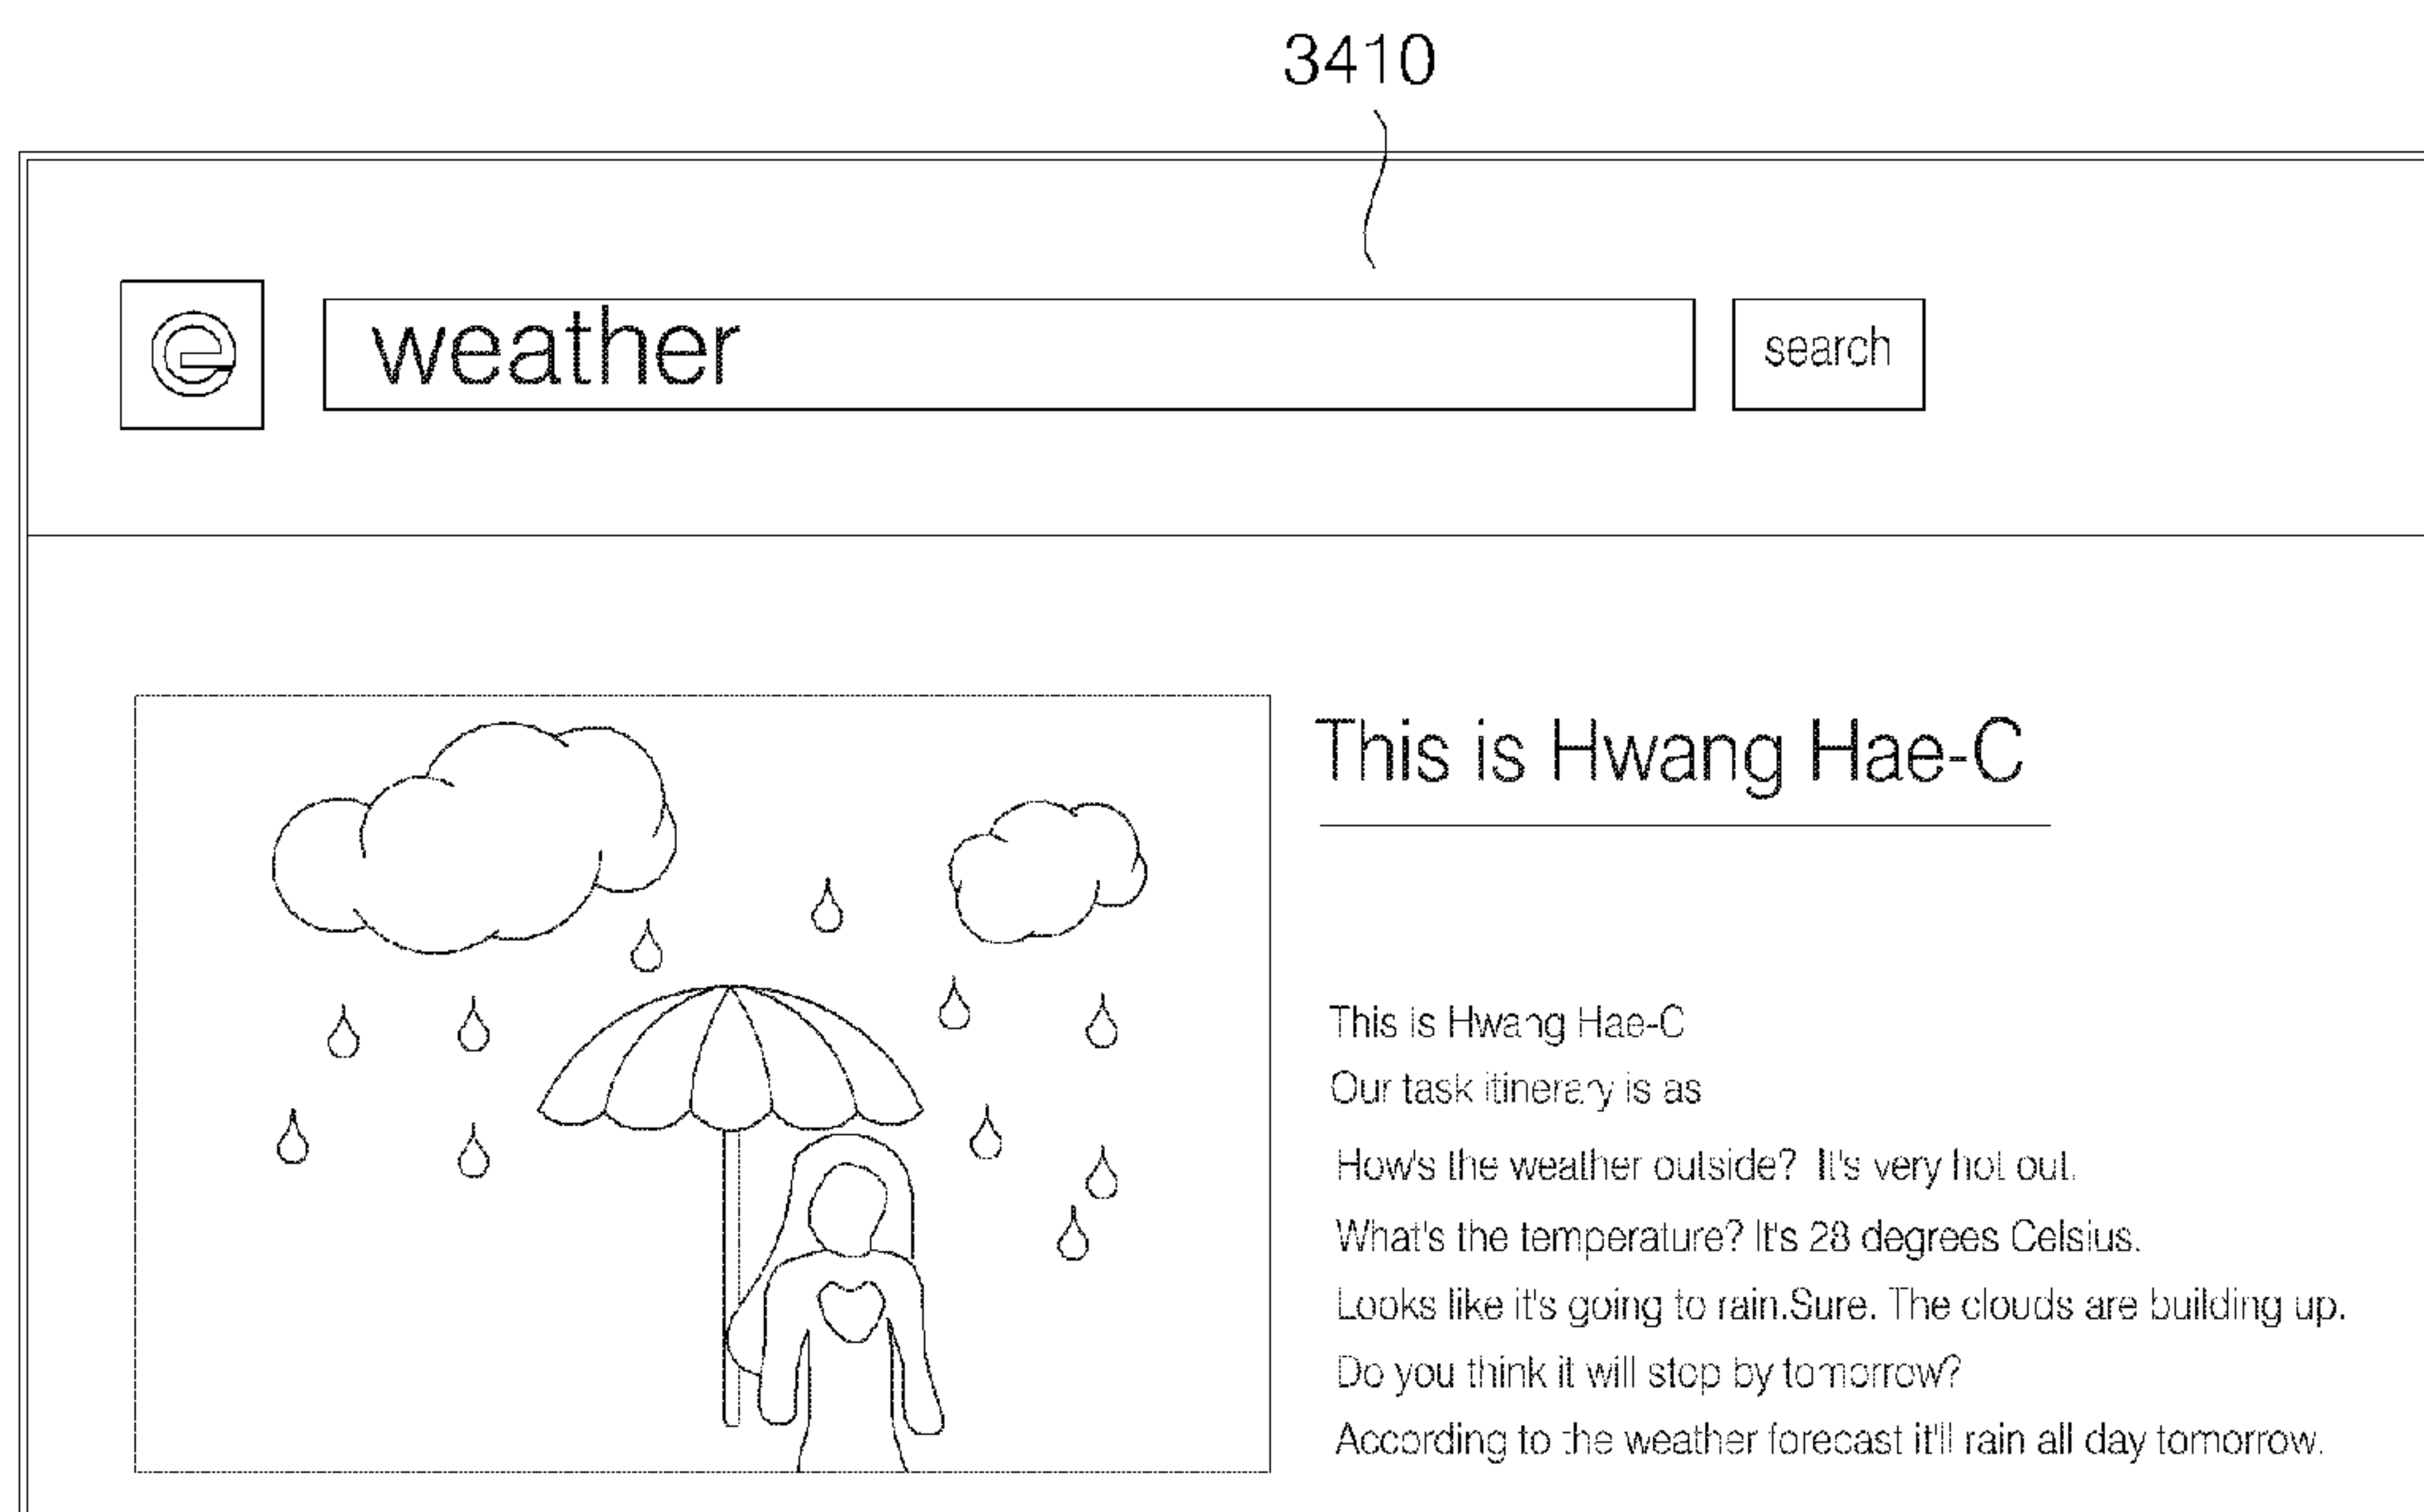 3410
e
weather
search
This is Hwang Hae-C
This is Hwang Hae-C
Our task itinerary is as
How's the weather outside? It's very hot out.
What's the temperature? It's 28 degrees Celsius.
Looks like it's going to rain.Sure. The clouds are building up.
Do you think it will stop by tomorrow?
According to the weather forecast it'll rain all day tomorrow.